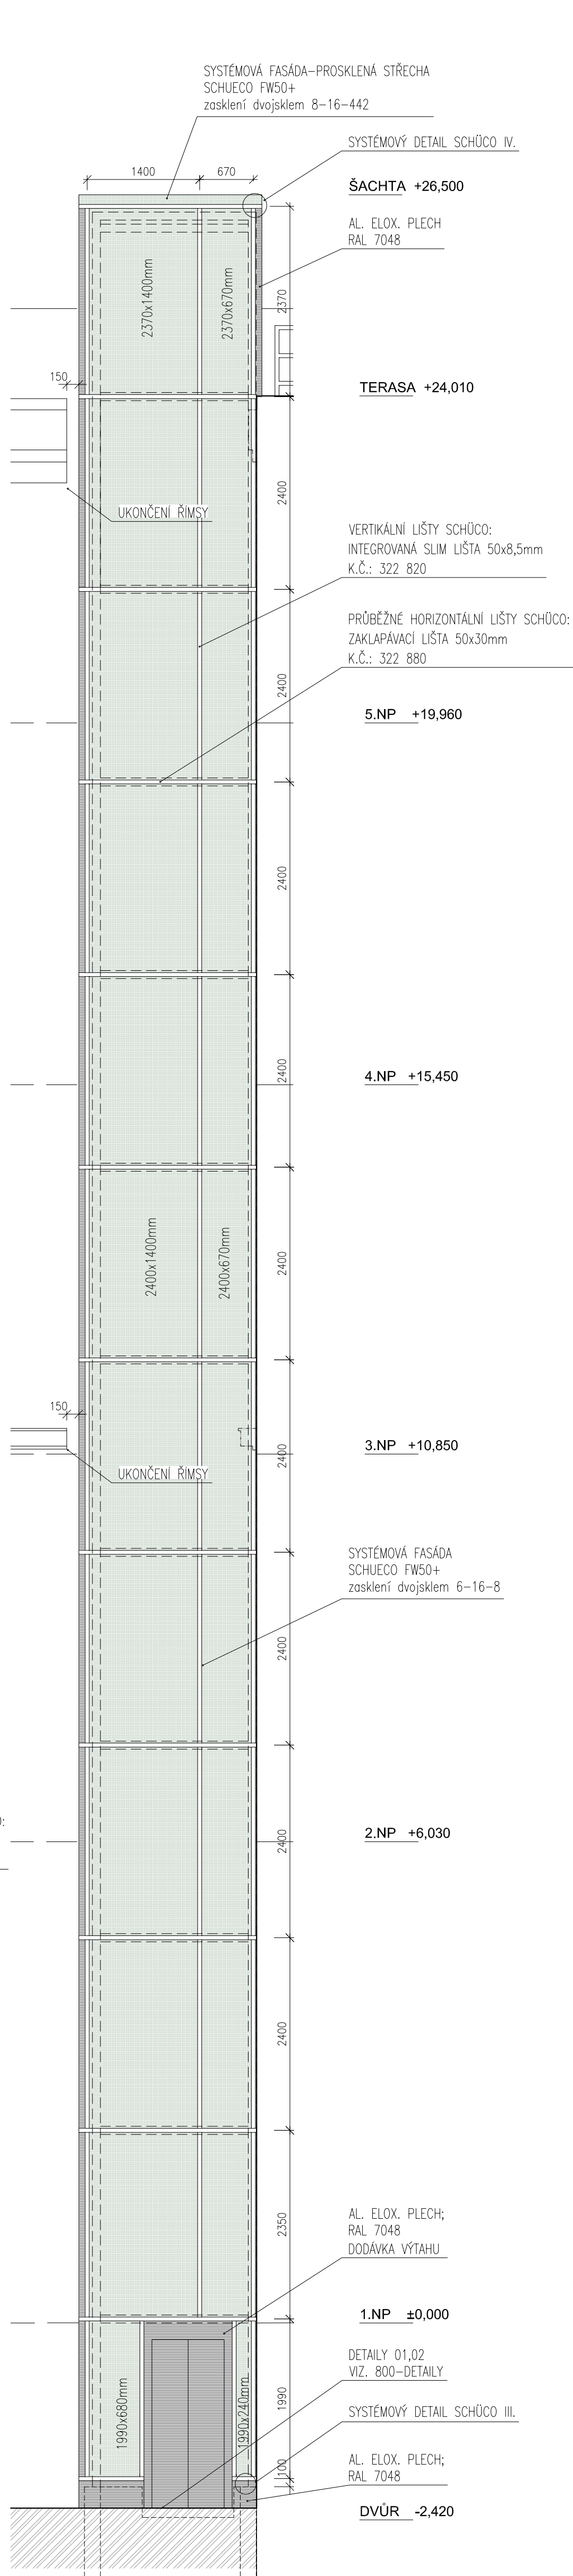 SYSTÉMOVÁ FASÁDA-PROSKLENÁ STŘECHA
SCHUECO FW50+
zasklení dvojsklem 8-16-442
SYSTÉMOVÝ DETAIL SCHÜCO IV.
1400
670
ŠACHTA +26,500
AL. ELOX. PLECH
RAL 7048
2370x1400mm
2370x670mm
2370
150
TERASA +24,010
2400
UKONČENÍ ŘÍMSY
VERTIKÁLNÍ LIŠTY SCHÜCO:
INTEGROVANÁ SLIM LIŠTA 50x8,5mm
K.Č.: 322 820
PRŮBĚŽNÉ HORIZONTÁLNÍ LIŠTY SCHÜCO:
ZAKLAPÁVACÍ LIŠTA 50x30mm
K.Č.: 322 880
2400
5.NP +19,960
2400
2400
4.NP +15,450
2400x1400mm
2400x670mm
2400
150
3.NP +10,850
2400
UKONČENÍ ŘÍMSY
SYSTÉMOVÁ FASÁDA
SCHUECO FW50+
zasklení dvojsklem 6-16-8
2400
2.NP +6,030
2400
2400
2350
AL. ELOX. PLECH;
RAL 7048
DODÁVKA VÝTAHU
1.NP ±0,000
DETAILY 01,02
VIZ. 800-DETAILY
1990x680mm
1990x240mm
1990
SYSTÉMOVÝ DETAIL SCHÜCO III.
100
AL. ELOX. PLECH;
RAL 7048
DVŮR -2,420